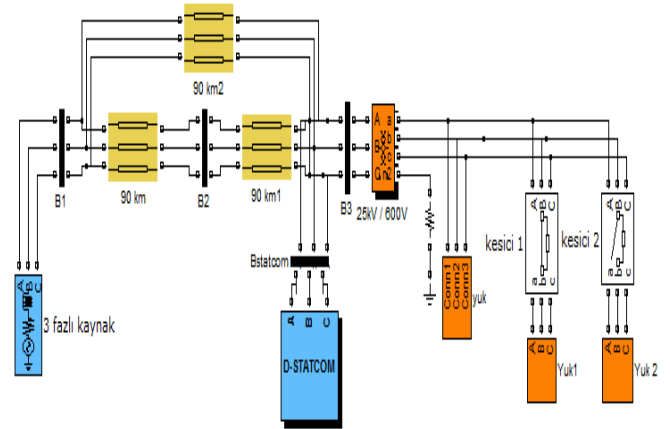 90 km2
B1
90 km
B2
90 km1
B3
25kV / 600V
A a
B b
C c
n2
Bstatcom
A B C
D-STATCOM
A B C
3 fazlı kaynak
Conn1
Conn2
Conn3
yuk
kesici 1
A B C
a b c
kesici 2
A B C
a b c
A B C
Yuk1
A B C
Yuk 2